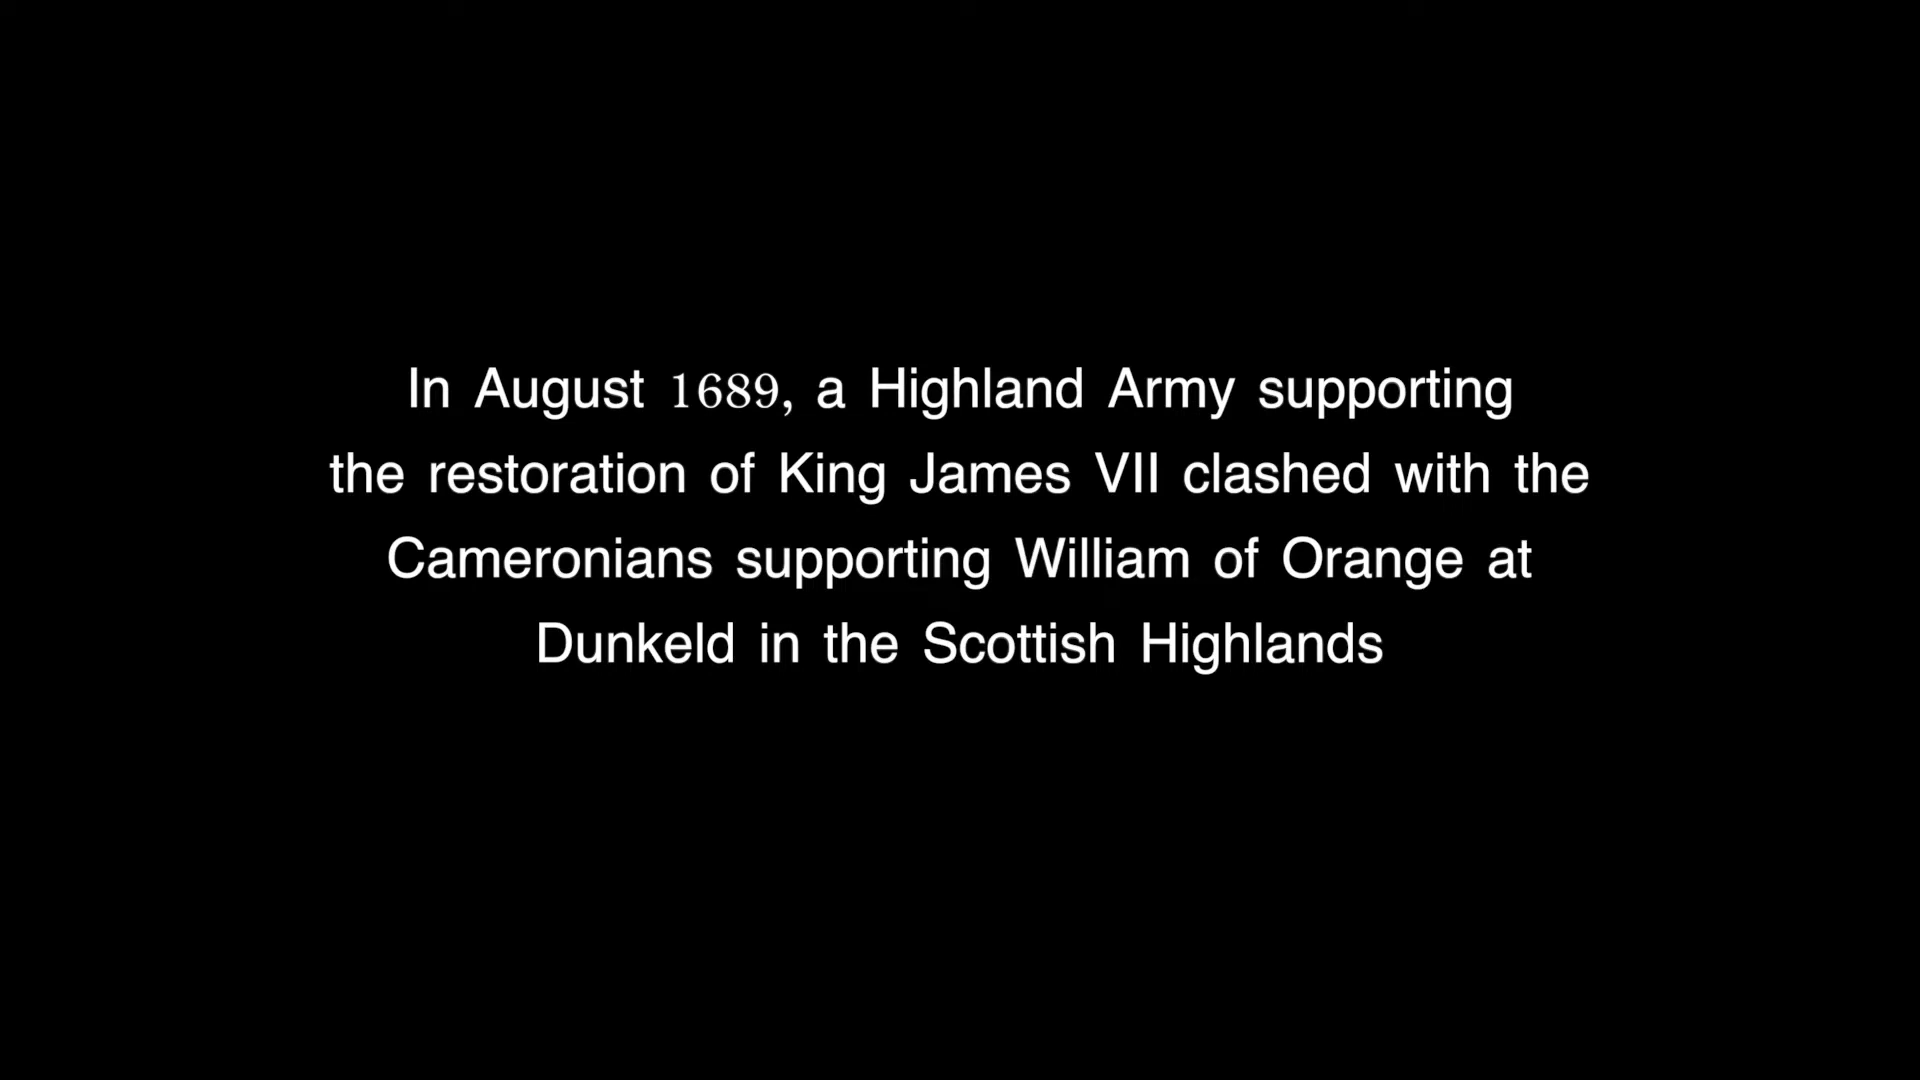 In August 1689, a Highland Army supporting
the restoration of King James VII clashed with the
Cameronians supporting William of Orange at
Dunkeld in the Scottish Highlands